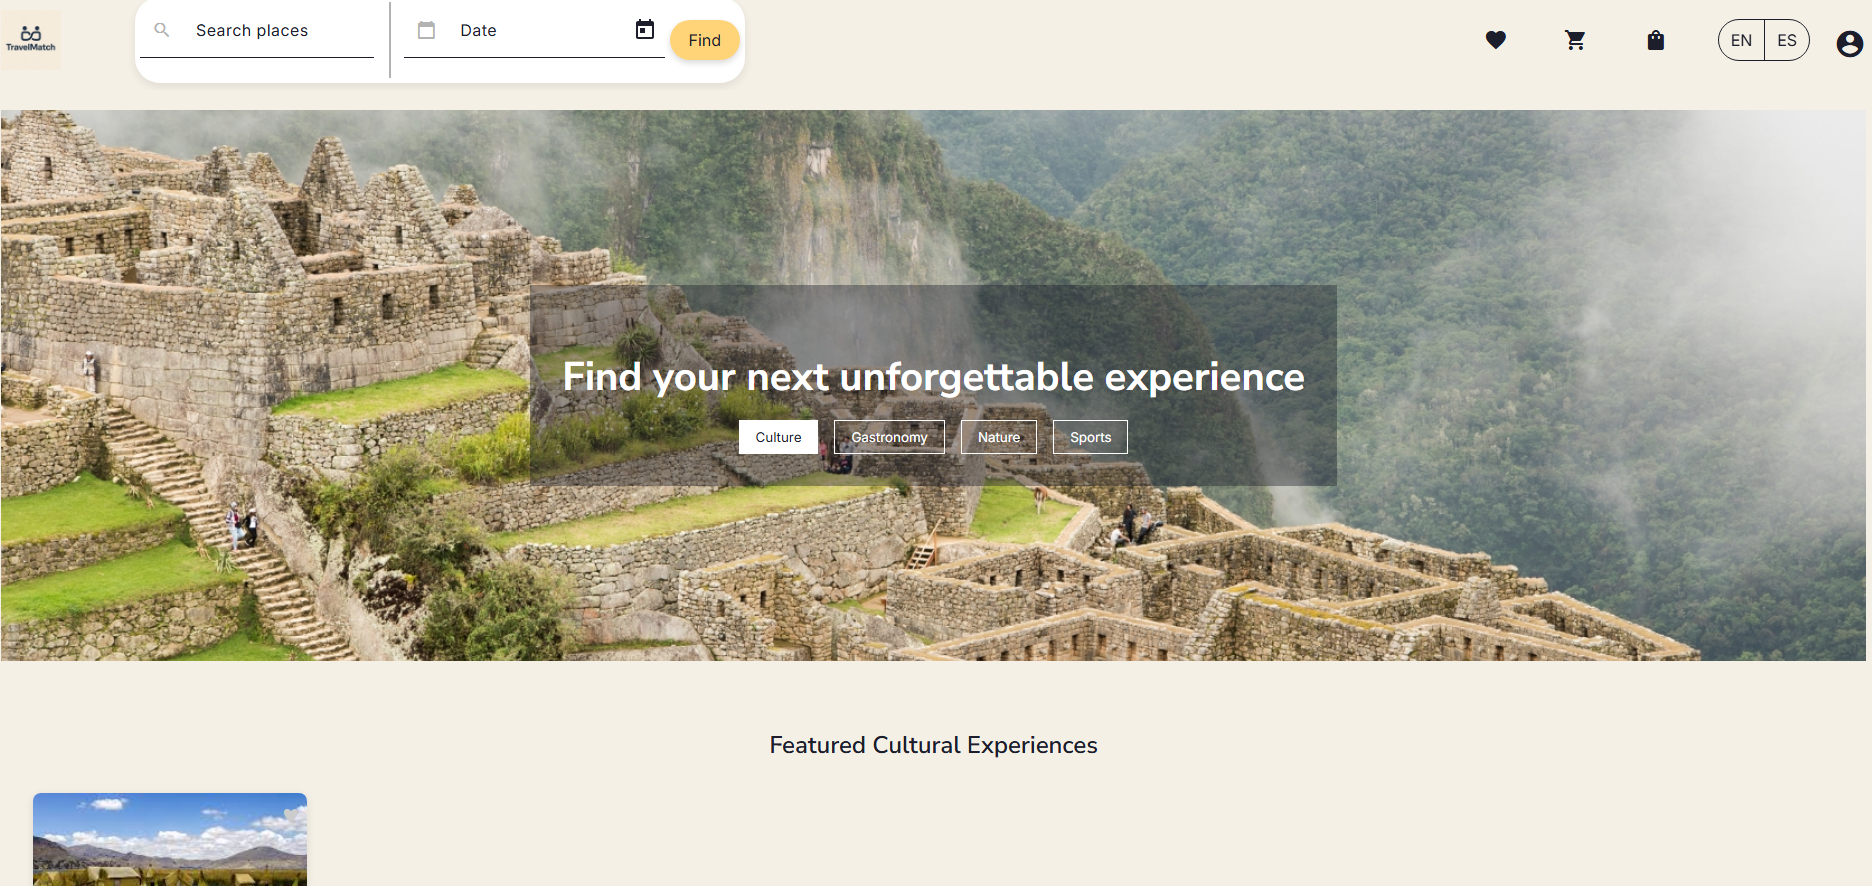 TravelMatch
Search places
Date
Find
EN
ES
Find your next unforgettable experience
Culture
Gastronomy
Nature
Sports
Featured Cultural Experiences